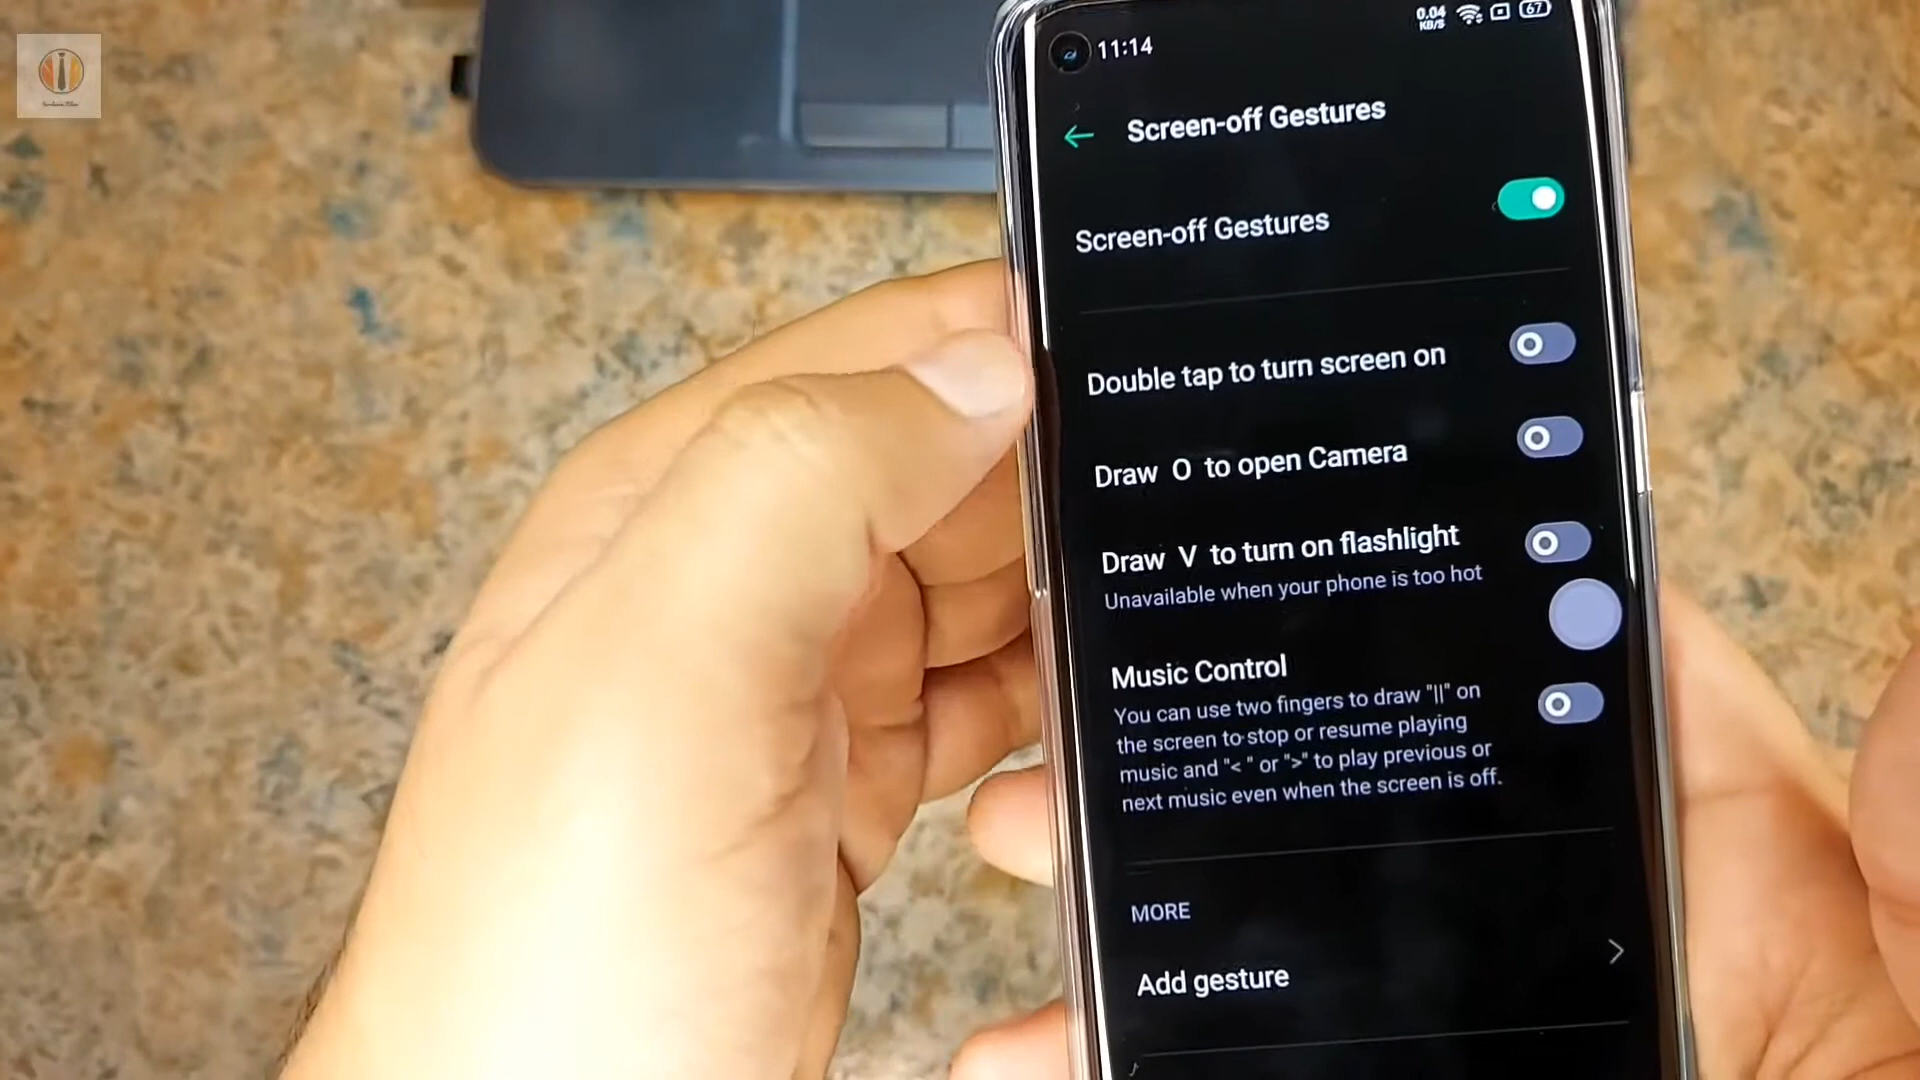 11:14
0.04
KB/S
67
Screen-off Gestures
Screen-off Gestures
Double tap to turn screen on
Draw O to open Camera
Draw V to turn on flashlight
Unavailable when your phone is too hot
Music Control
You can use two fingers to draw "||" on
the screen to stop or resume playing
music and "< " or ">" to play previous or
next music even when the screen is off.
MORE
Add gesture